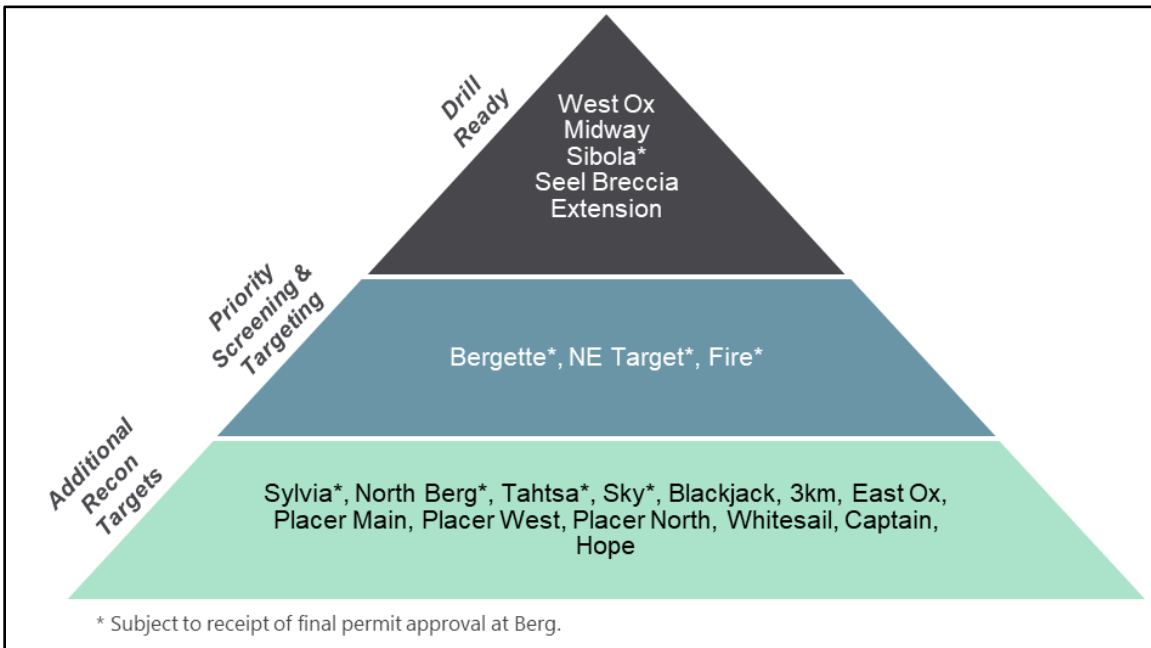 Drill
Ready
West Ox
Midway
Sibola*
Seel Breccia
Extension
Priority
Screening &
Targeting
Bergette*, NE Target*, Fire*
Additional
Recon
Targets
Sylvia*, North Berg*, Tahtsa*, Sky*, Blackjack, 3km, East Ox,
Placer Main, Placer West, Placer North, Whitesail, Captain,
Hope
* Subject to receipt of final permit approval at Berg.